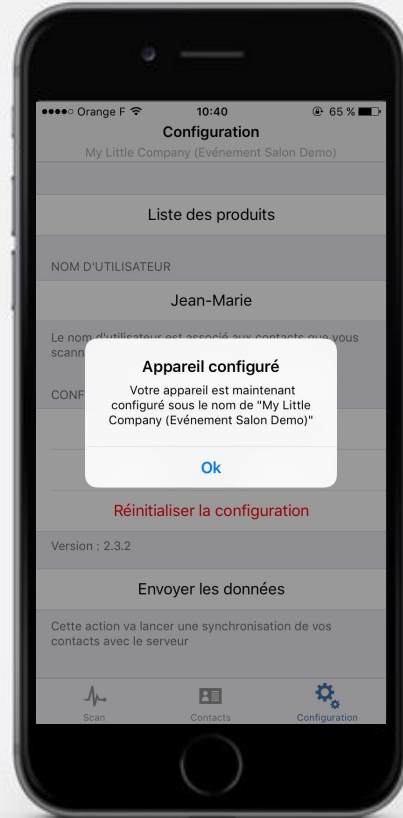 Orange F 10:40 65 %
Configuration
My Little Company (Evénement Salon Demo)
Liste des produits
NOM D'UTILISATEUR
Jean-Marie
Le nom d'utilisateur est associé aux contacts que vous
scann
CONF
Appareil configuré
Votre appareil est maintenant
configuré sous le nom de "My Little
Company (Evénement Salon Demo)"
Ok
Réinitialiser la configuration
Version : 2.3.2
Envoyer les données
Cette action va lancer une synchronisation de vos
contacts avec le serveur
Scan Contacts Configuration